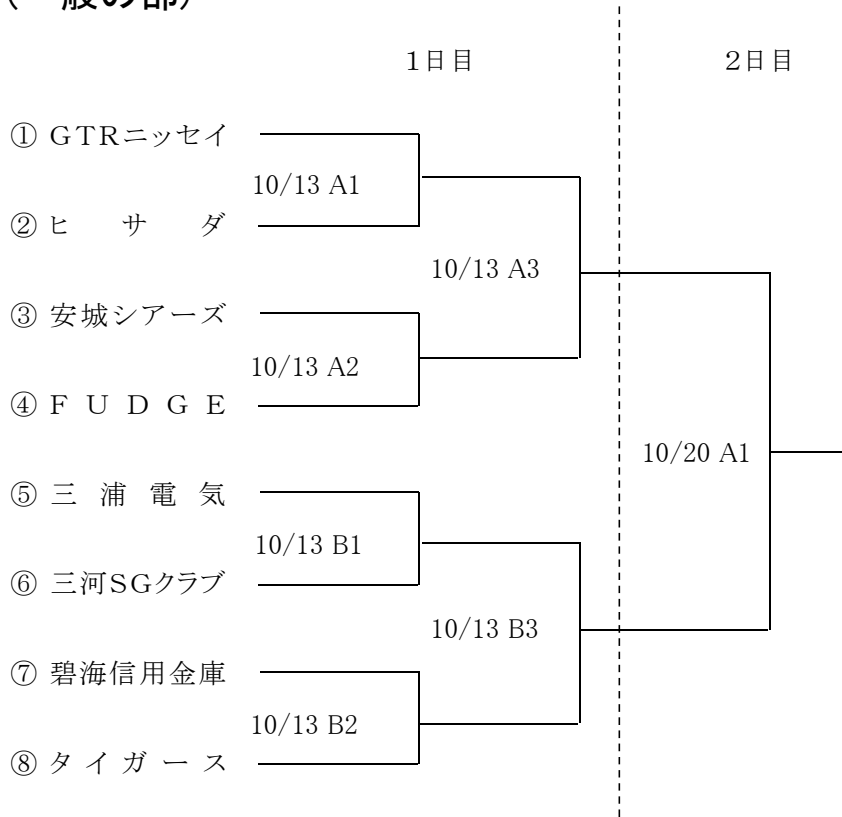 (一般の部)
1日目 2日目
① GTRニッセイ
10/13 A1
② ヒサダ
10/13 A3
③ 安城シアーズ
10/13 A2
④ FUDGE
10/20 A1
⑤ 三浦電気
10/13 B1
⑥ 三河SGクラブ
10/13 B3
⑦ 碧海信用金庫
10/13 B2
⑧ タイガース